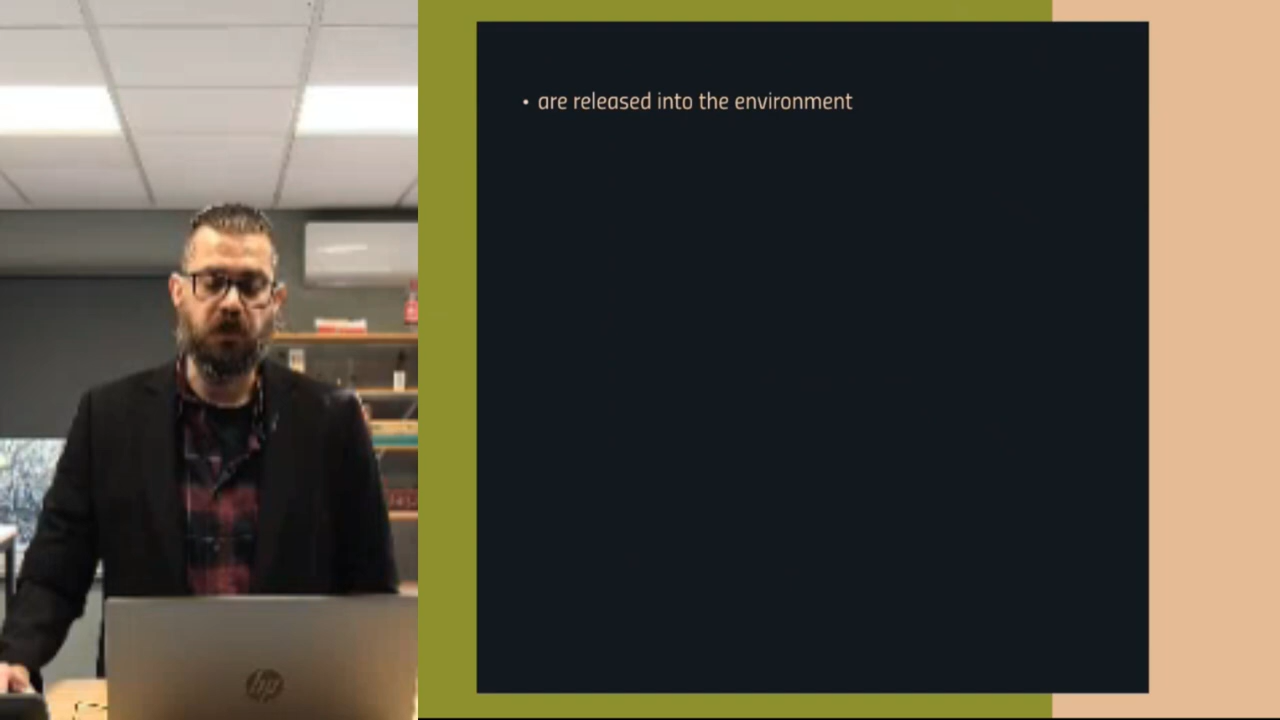 • are released into the environment
hp